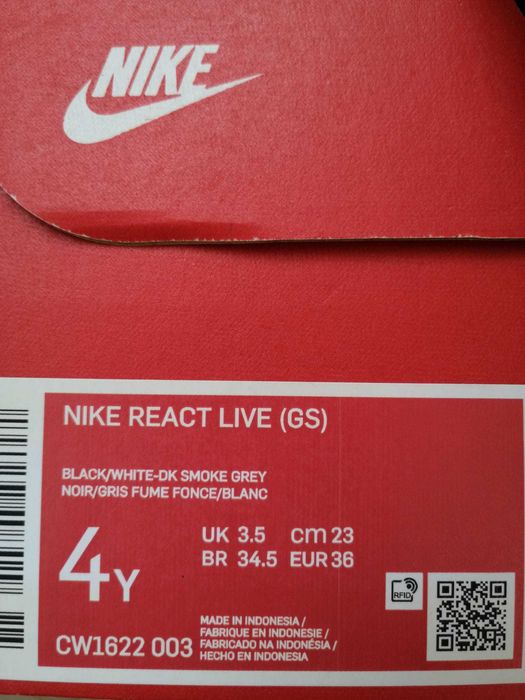 NIKE
NIKE REACT LIVE (GS)
BLACK/WHITE-DK SMOKE GREY
NOIR/GRIS FUME FONCE/BLANC
4Y
UK 3.5 cm 23
BR 34.5 EUR 36
RFID
CW1622 003
MADE IN INDONESIA /
FABRIQUE EN INDONESIE /
FABRICADO NA INDONÉSIA /
HECHO EN INDONESIA